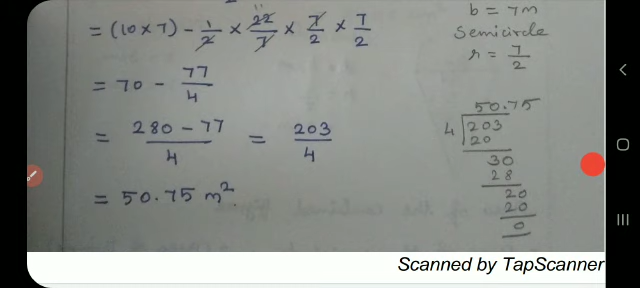 = (10 × 7) - 1/2 × 22/7 × 7/2 × 7/2
= 70 - 77/4
= 280 - 77/4 = 203/4
= 50.75 m².
b = 7m
Semicircle
r = 7/2
50.75
4 203
20
30
28
20
20
0
Scanned by TapScanner